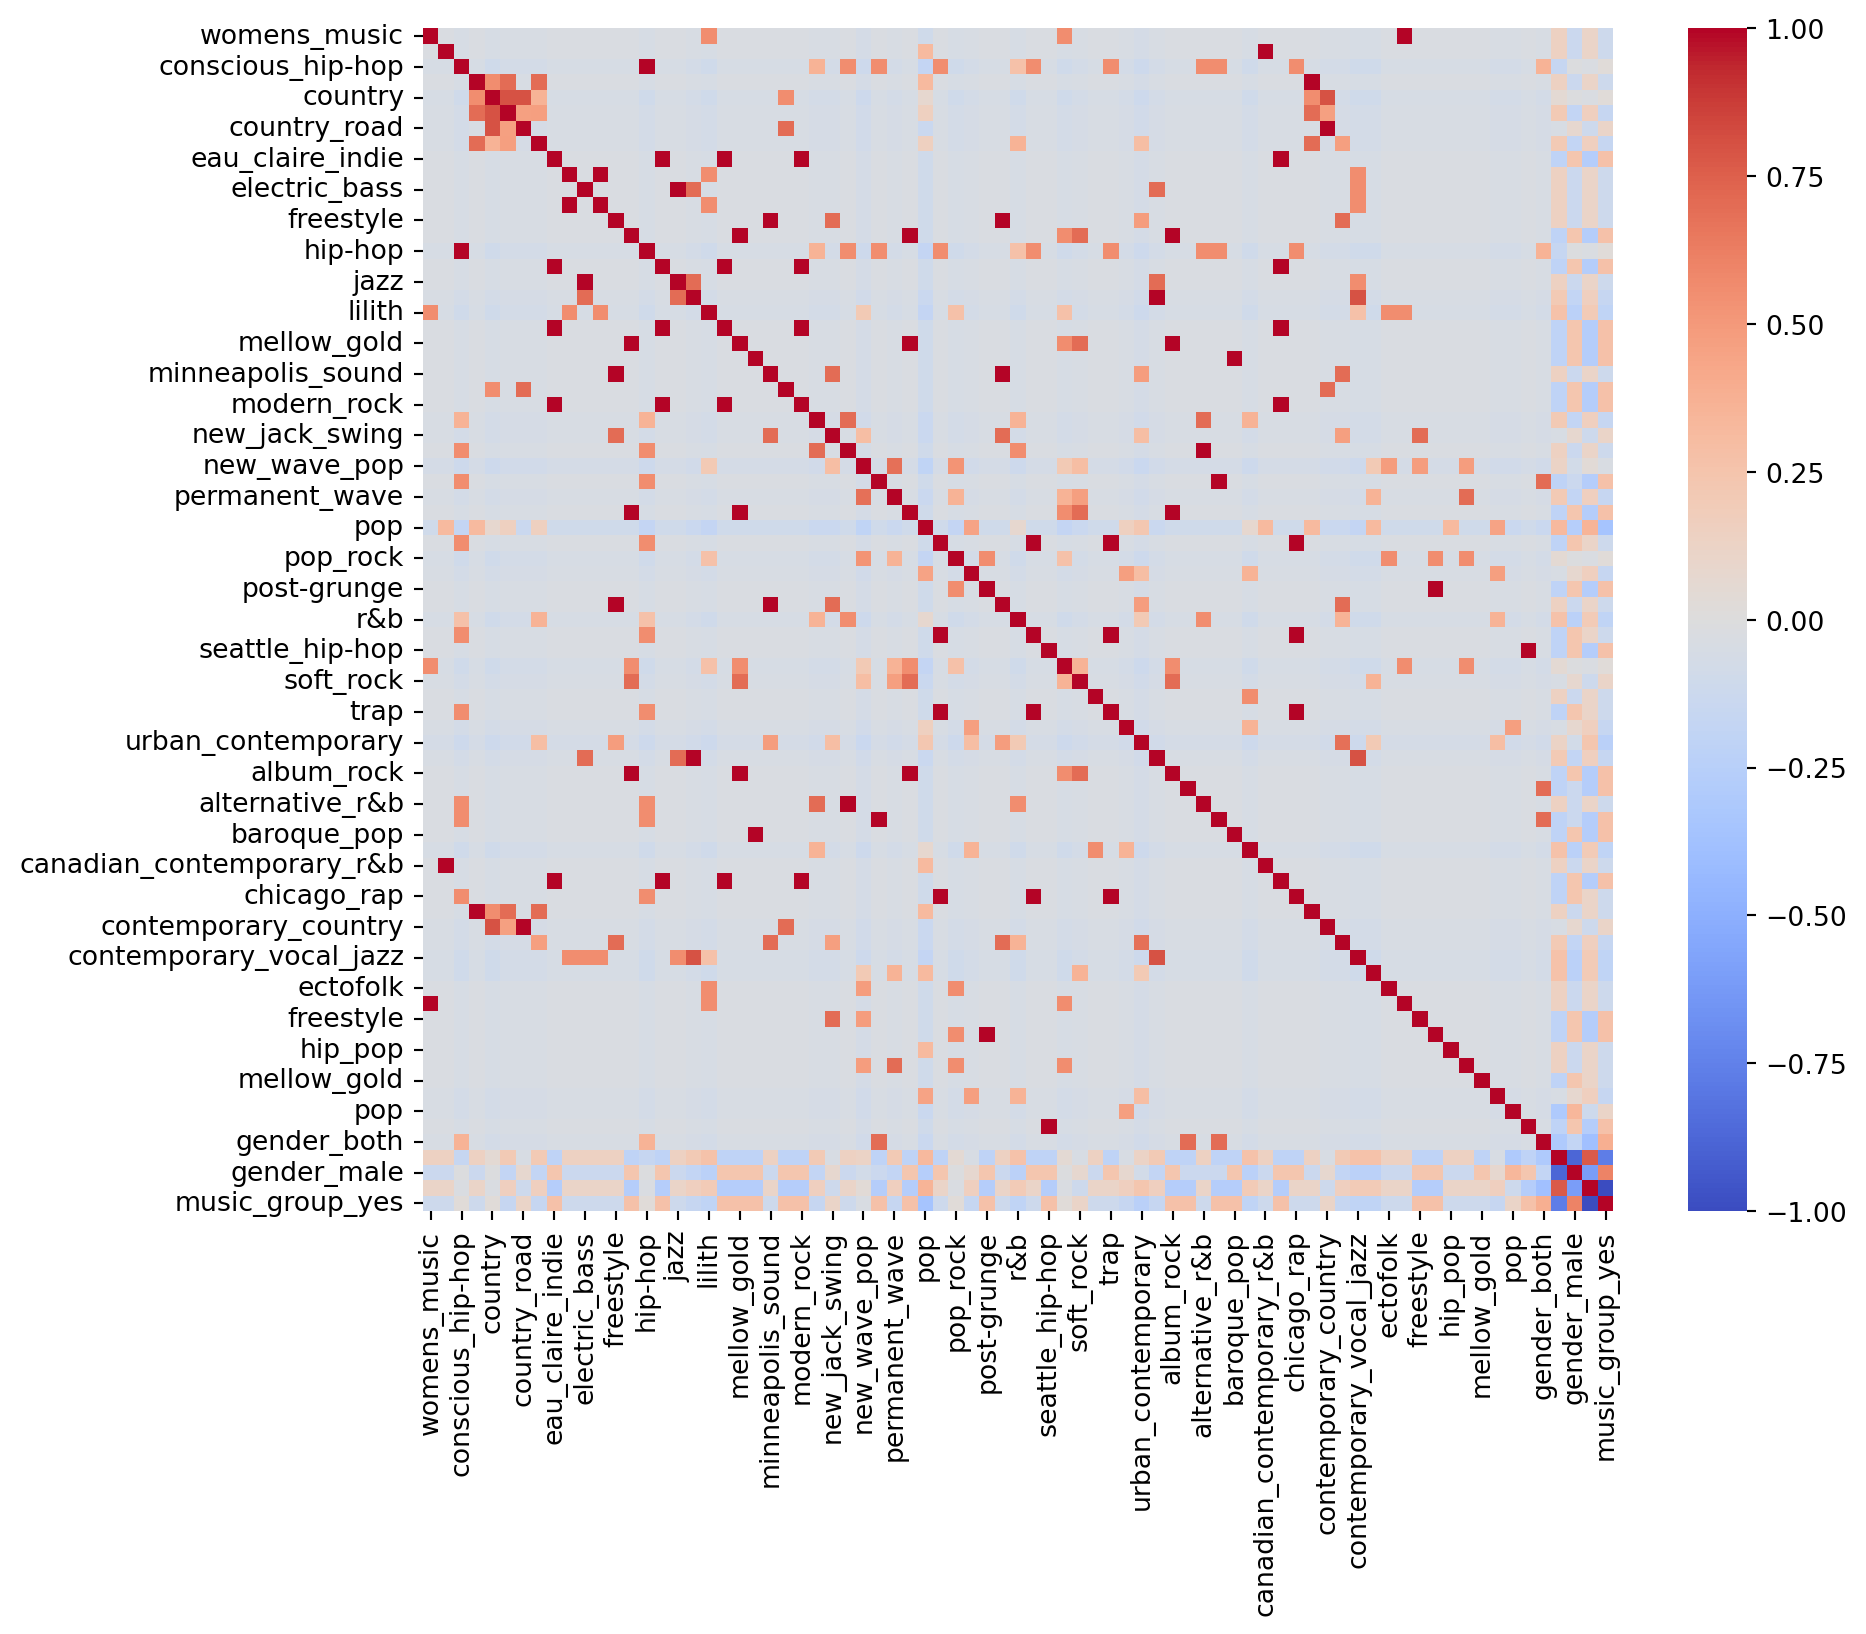 womens_music
conscious_hip-hop
country
country_road
eau_claire_indie
electric_bass
freestyle
hip-hop
jazz
lilith
mellow_gold
minneapolis_sound
modern_rock
new_jack_swing
new_wave_pop
permanent_wave
pop
pop_rock
post-grunge
r&b
seattle_hip-hop
soft_rock
trap
urban_contemporary
album_rock
alternative_r&b
baroque_pop
canadian_contemporary_r&b
chicago_rap
contemporary_country
contemporary_vocal_jazz
ectofolk
freestyle
hip_pop
mellow_gold
pop
gender_both
gender_male
music_group_yes
womens_music
conscious_hip-hop
country
country_road
eau_claire_indie
electric_bass
freestyle
hip-hop
jazz
lilith
mellow_gold
minneapolis_sound
modern_rock
new_jack_swing
new_wave_pop
permanent_wave
pop
pop_rock
post-grunge
r&b
seattle_hip-hop
soft_rock
trap
urban_contemporary
album_rock
alternative_r&b
baroque_pop
canadian_contemporary_r&b
chicago_rap
contemporary_country
contemporary_vocal_jazz
ectofolk
freestyle
hip_pop
mellow_gold
pop
gender_both
gender_male
music_group_yes
1.00
0.75
0.50
0.25
0.00
−0.25
−0.50
−0.75
−1.00